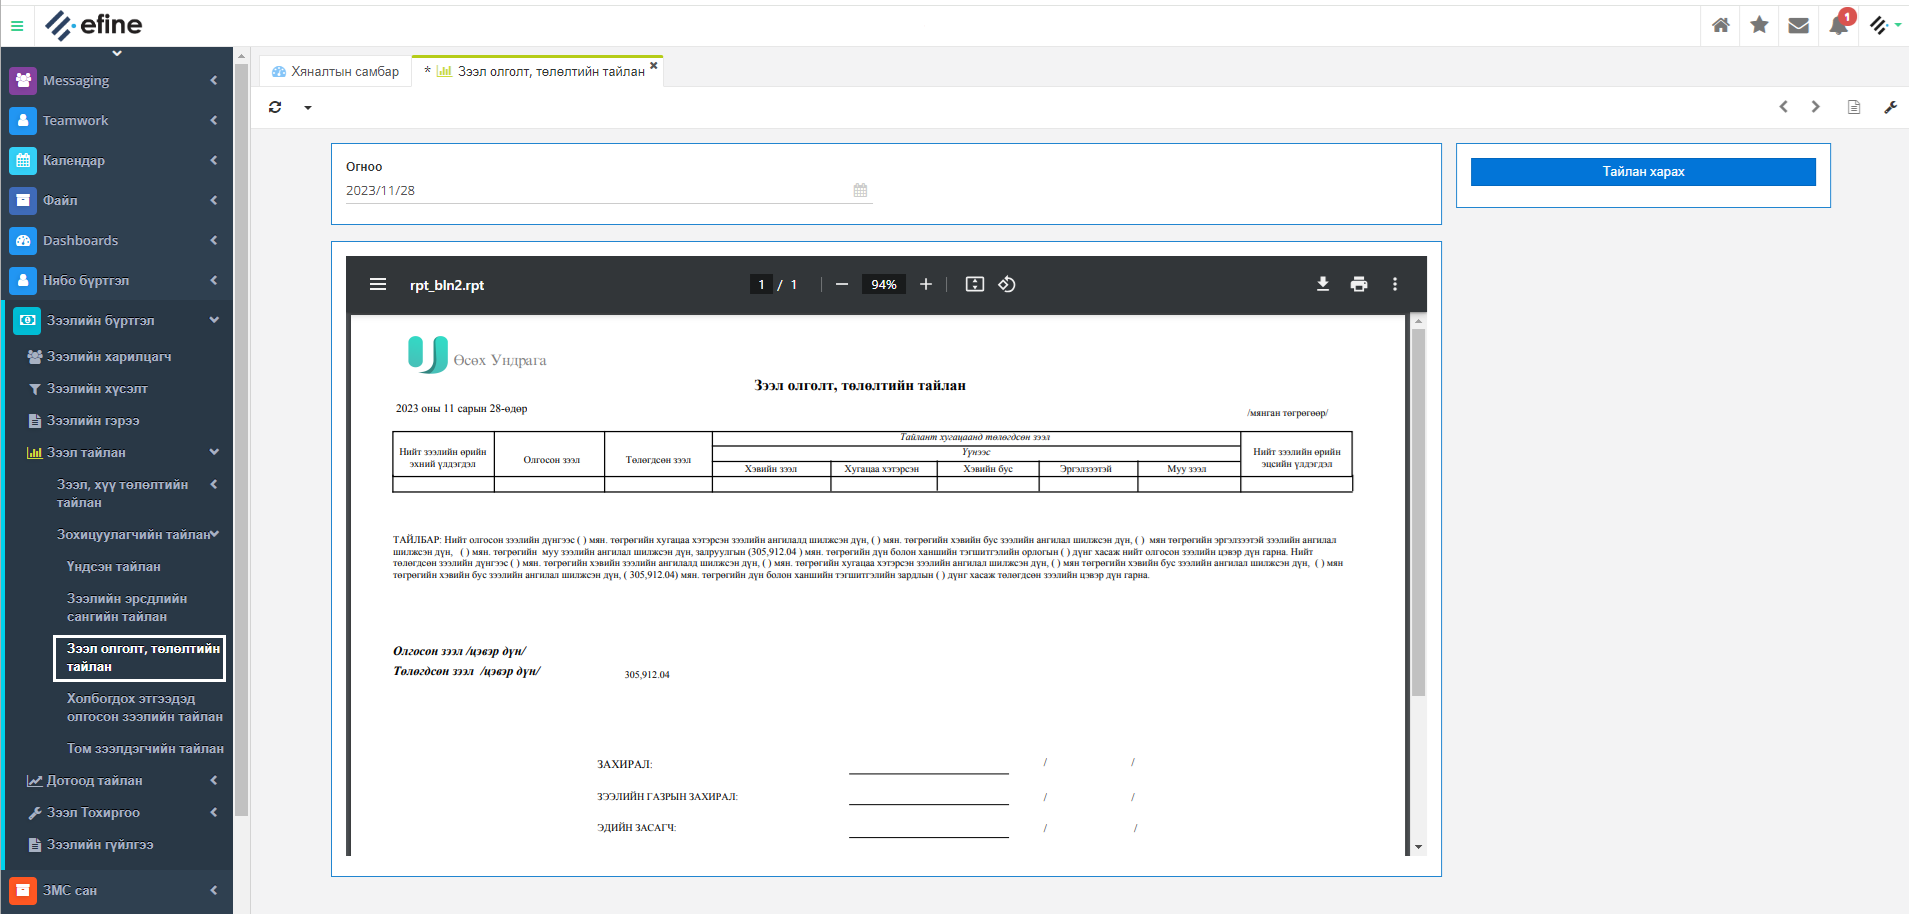 efine
1
Messaging
Teamwork
Календар
Файл
Dashboards
Нябо бүртгэл
Зээлийн бүртгэл
Зээлийн харилцагч
Зээлийн хүсэлт
Зээлийн гэрээ
Зээл тайлан
Зээл, хүү төлөлтийн
тайлан
Зохицуулагчийн тайлан
Үндсэн тайлан
Зээлийн эрсдлийн
сангийн тайлан
Зээл олголт, төлөлтийн
тайлан
Холбогдох этгээдэд
олгосон зээлийн тайлан
Том зээлдэгчийн тайлан
Дотоод тайлан
Зээл Тохиргоо
Зээлийн гүйлгээ
ЗМС сан
Хяналтын самбар
* Зээл олголт, төлөлтийн тайлан
Огноо
2023/11/28
Тайлан харах
rpt_bln2.rpt
1 / 1
94%
Өсөх Ундрага
Зээл олголт, төлөлтийн тайлан
2023 оны 11 сарын 28-өдөр
/мянган төгрөгөөр/
Нийт зээлийн өрийн
эхний үлдэгдэл
Олгосон зээл
Төлөгдсөн зээл
Тайлант хугацаанд төлөгдсөн зээл
Үүнээс
Хэвийн зээл
Хугацаа хэтэрсэн
Хэвийн бус
Эргэлзээтэй
Муу зээл
Нийт зээлийн өрийн
эцсийн үлдэгдэл
ТАЙЛБАР: Нийт олгосон зээлийн дүнгээс ( ) мян. төгрөгийн хугацаа хэтэрсэн зээлийн ангилалд шилжсэн дүн, ( ) мян. төгрөгийн хэвийн бус зээлийн ангилал шилжсэн дүн, ( ) мян төгрөгийн эргэлзээтэй зээлийн ангилал
шилжсэн дүн, ( ) мян. төгрөгийн муу зээлийн ангилал шилжсэн дүн, залруулгын (305,912.04 ) мян. төгрөгийн дүн болон ханшийн тэгшитгэлийн орлогын ( ) дүнг хасаж нийт олгосон зээлийн цэвэр дүн гарна. Нийт
төлөгдсөн зээлийн дүнгээс ( ) мян. төгрөгийн хэвийн зээлийн ангилалд шилжсэн дүн, ( ) мян. төгрөгийн хугацаа хэтэрсэн зээлийн ангилал шилжсэн дүн, ( ) мян төгрөгийн хэвийн бус зээлийн ангилал шилжсэн дүн, ( ) мян
төгрөгийн хэвийн бус зээлийн ангилал шилжсэн дүн, ( 305,912.04) мян. төгрөгийн дүн болон ханшийн тэгшитгэлийн зардлын ( ) дүнг хасаж төлөгдсөн зээлийн цэвэр дүн гарна.
Олгосон зээл /цэвэр дүн/
Төлөгдсөн зээл /цэвэр дүн/ 305,912.04
ЗАХИРАЛ: / /
ЗЭЭЛИЙН ГАЗРЫН ЗАХИРАЛ: / /
ЭДИЙН ЗАСАГЧ: / /